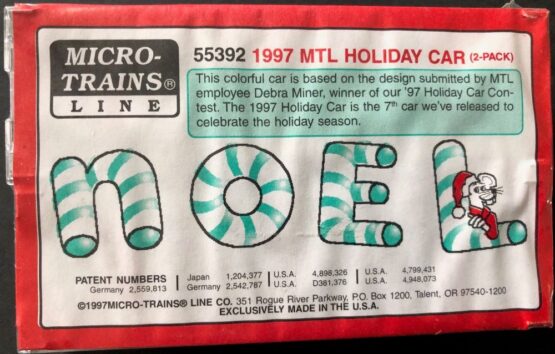 MICRO-
TRAINS®
LINE
55392 1997 MTL HOLIDAY CAR (2-PACK)
This colorful car is based on the design submitted by MTL
employee Debra Miner, winner of our '97 Holiday Car Con-
test. The 1997 Holiday Car is the 7th car we've released to
celebrate the holiday season.
nOEL
PATENT NUMBERS
Germany 2,559,813
Japan 1,204,377
Germany 2,542,787
U.S.A. 4,898,326
U.S.A. D381,376
U.S.A. 4,799,431
U.S.A. 4,948,073
©1997MICRO-TRAINS® LINE CO. 351 Rogue River Parkway, P.O. Box 1200, Talent, OR 97540-1200
EXCLUSIVELY MADE IN THE U.S.A.